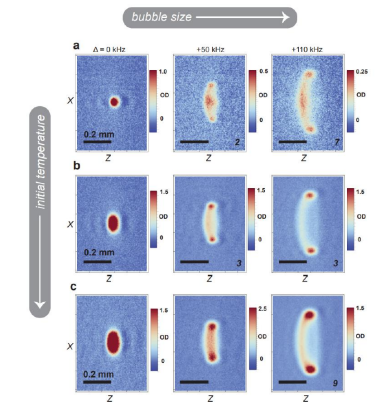 bubble size
a Δ = 0 kHz +50 kHz +110 kHz
1.0 OD 0 0.5 OD 0 0.25 OD 0
X 0.2 mm 2 7
Z Z Z
initial temperature
b
1.5 OD 0 1.5 OD 0 1.5 OD 0
X 0.2 mm 3 3
Z Z Z
c
1.5 OD 0 2.5 OD 0 1.5 OD 0
X 0.2 mm 9
Z Z Z